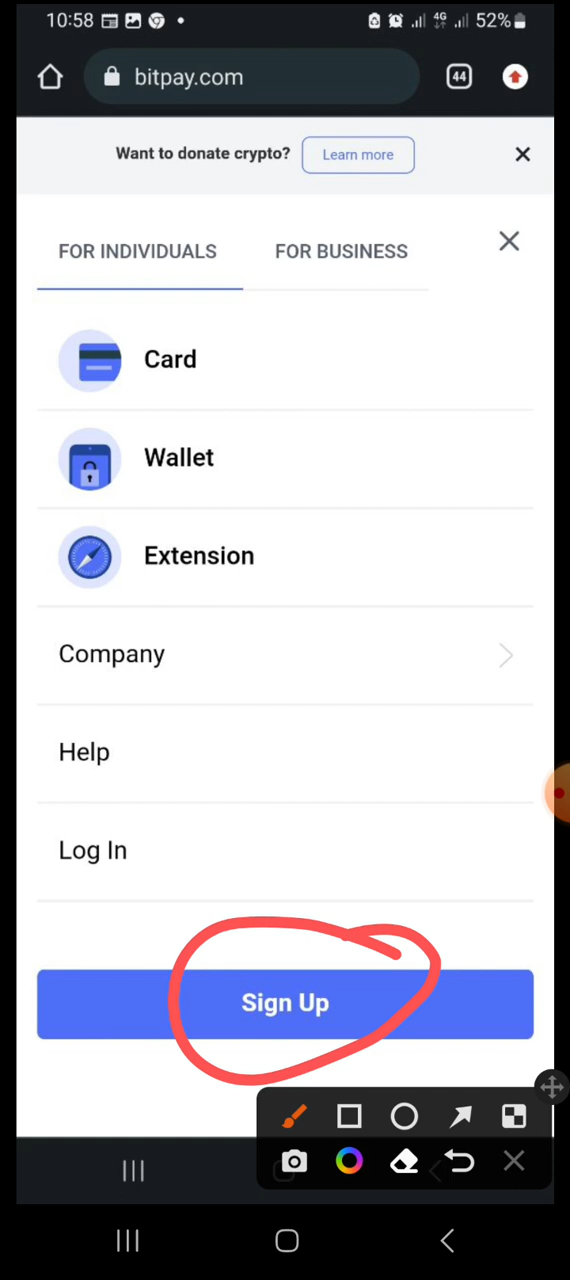 10:58
4G
52%
bitpay.com
44
Want to donate crypto?
Learn more
FOR INDIVIDUALS
FOR BUSINESS
Card
Wallet
Extension
Company
Help
Log In
Sign Up